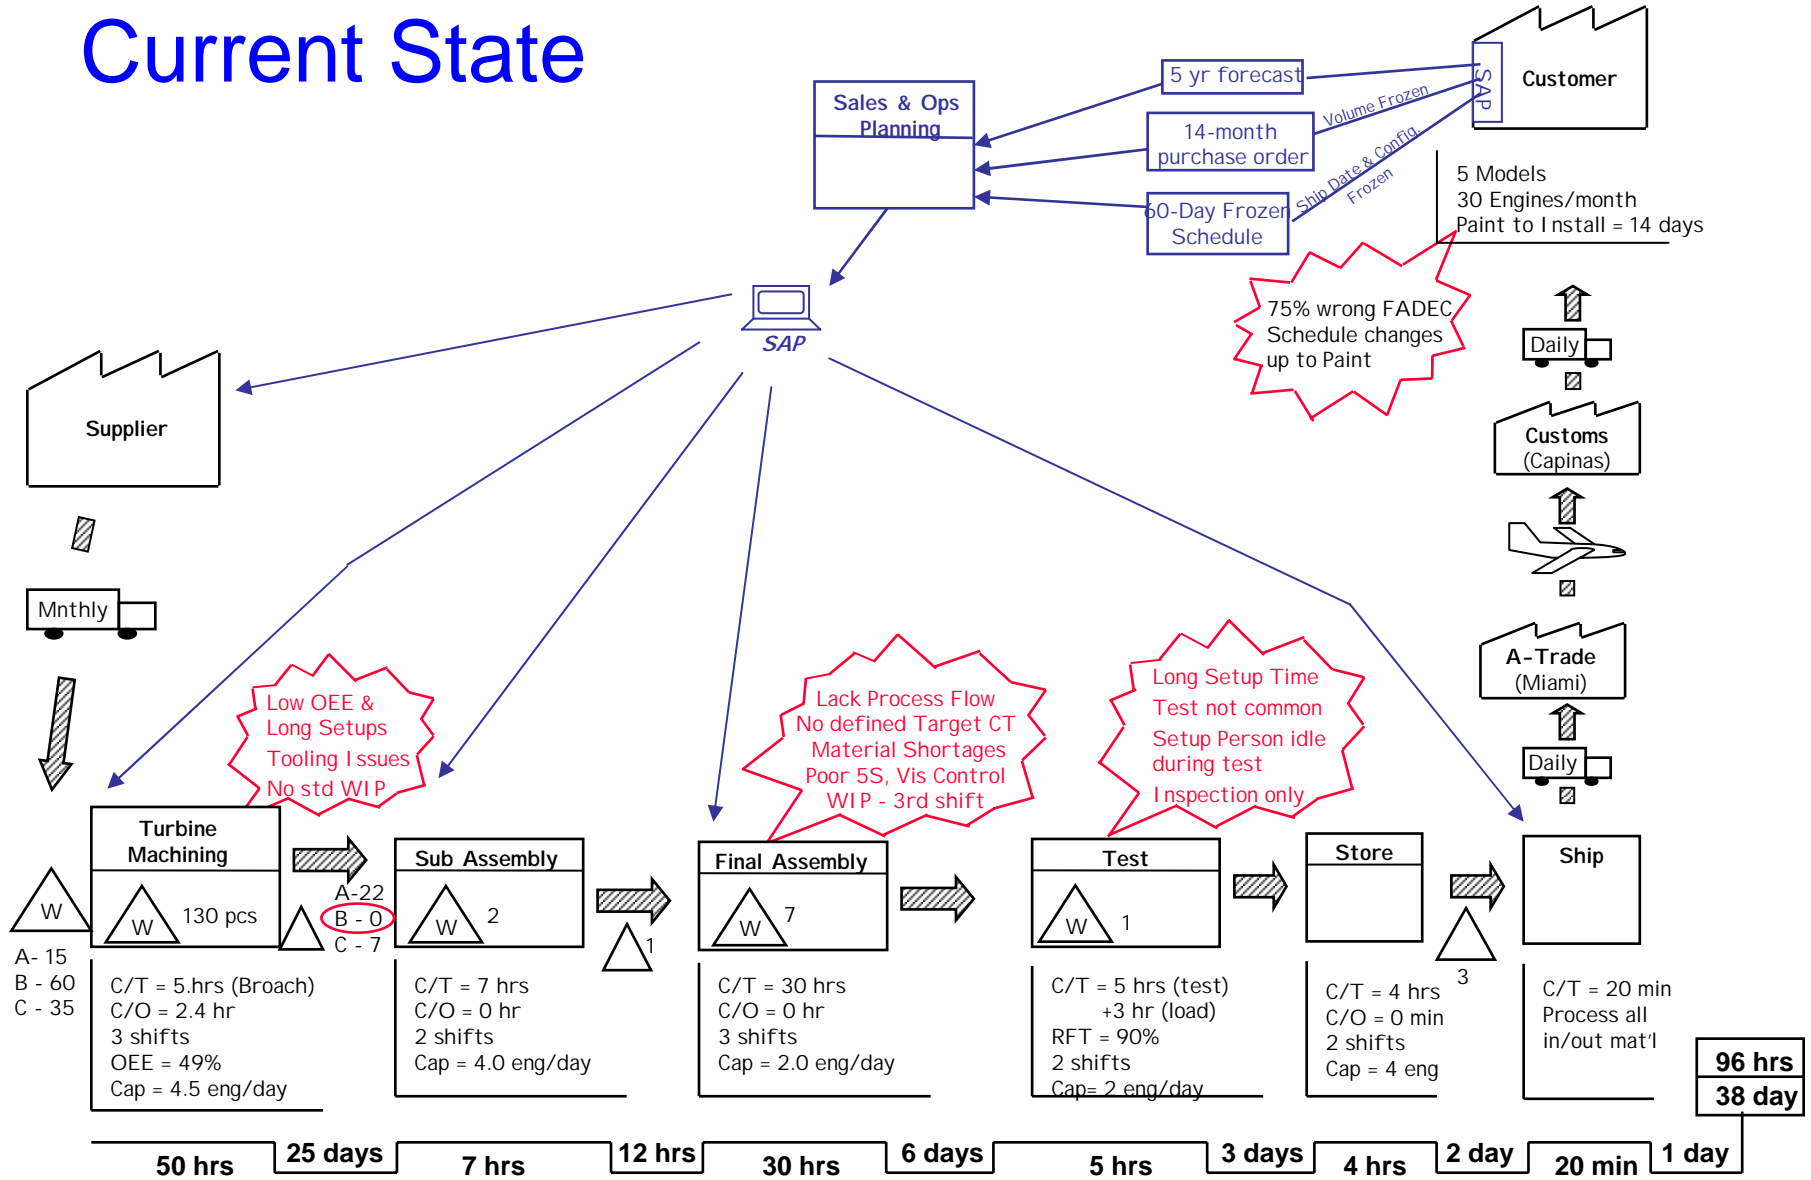 Current State
Sales & Ops
Planning
5 yr forecast
14-month
purchase order
60-Day Frozen
Schedule
Volume Frozen
Ship Date & Config.
Frozen
SAP
Customer
5 Models
30 Engines/month
Paint to Install = 14 days
75% wrong FADEC
Schedule changes
up to Paint
SAP
Supplier
Mnthly
Daily
Customs
(Capinas)
A-Trade
(Miami)
Daily
Low OEE &
Long Setups
Tooling Issues
No std WIP
Lack Process Flow
No defined Target CT
Material Shortages
Poor 5S, Vis Control
WIP - 3rd shift
Long Setup Time
Test not common
Setup Person idle
during test
Inspection only
W
A- 15
B - 60
C - 35
Turbine
Machining
W
130 pcs
C/T = 5.hrs (Broach)
C/O = 2.4 hr
3 shifts
OEE = 49%
Cap = 4.5 eng/day
A-22
B - 0
C - 7
Sub Assembly
W
2
C/T = 7 hrs
C/O = 0 hr
2 shifts
Cap = 4.0 eng/day
1
Final Assembly
W
7
C/T = 30 hrs
C/O = 0 hr
3 shifts
Cap = 2.0 eng/day
Test
W
1
C/T = 5 hrs (test)
+3 hr (load)
RFT = 90%
2 shifts
Cap= 2 eng/day
Store
C/T = 4 hrs
C/O = 0 min
2 shifts
Cap = 4 eng
3
Ship
C/T = 20 min
Process all
in/out mat'l
96 hrs
38 day
50 hrs
25 days
7 hrs
12 hrs
30 hrs
6 days
5 hrs
3 days
4 hrs
2 day
20 min
1 day